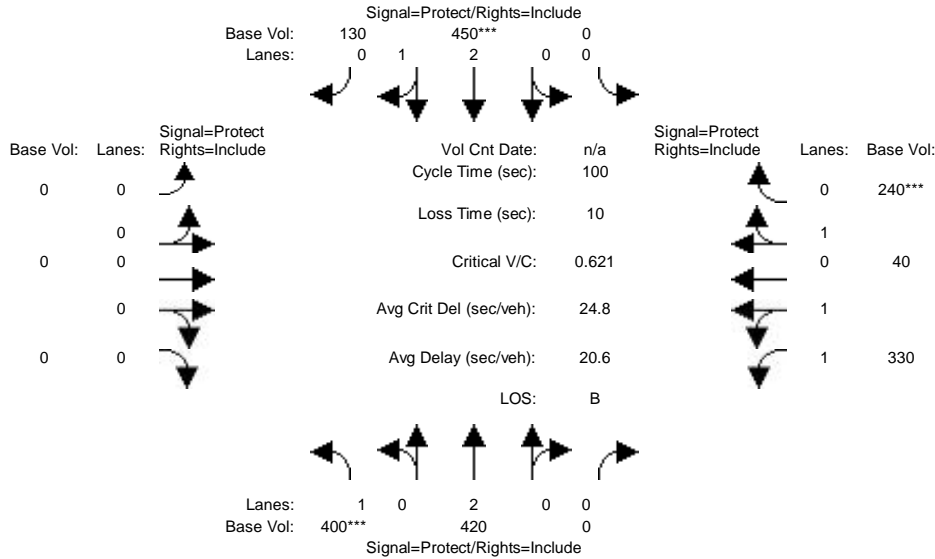 Signal=Protect/Rights=Include
Base Vol: 130 450*** 0
Lanes: 0 1 2 0 0
Signal=Protect
Base Vol: Lanes: Rights=Include
Vol Cnt Date: n/a
Signal=Protect
Rights=Include Lanes: Base Vol:
Cycle Time (sec): 100
0 0
0 240***
Loss Time (sec): 10
0
1
0 0
Critical V/C: 0.621
0 40
0
Avg Crit Del (sec/veh): 24.8
1
0 0
Avg Delay (sec/veh): 20.6
1 330
LOS: B
Lanes: 1 0 2 0 0
Base Vol: 400*** 420 0
Signal=Protect/Rights=Include